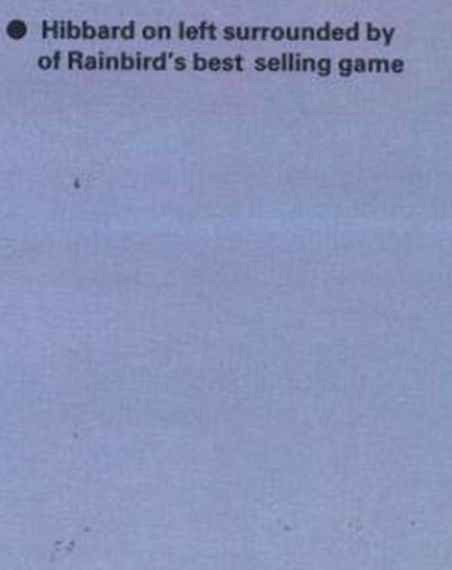 ● Hibbard on left surrounded by
of Rainbird's best selling game